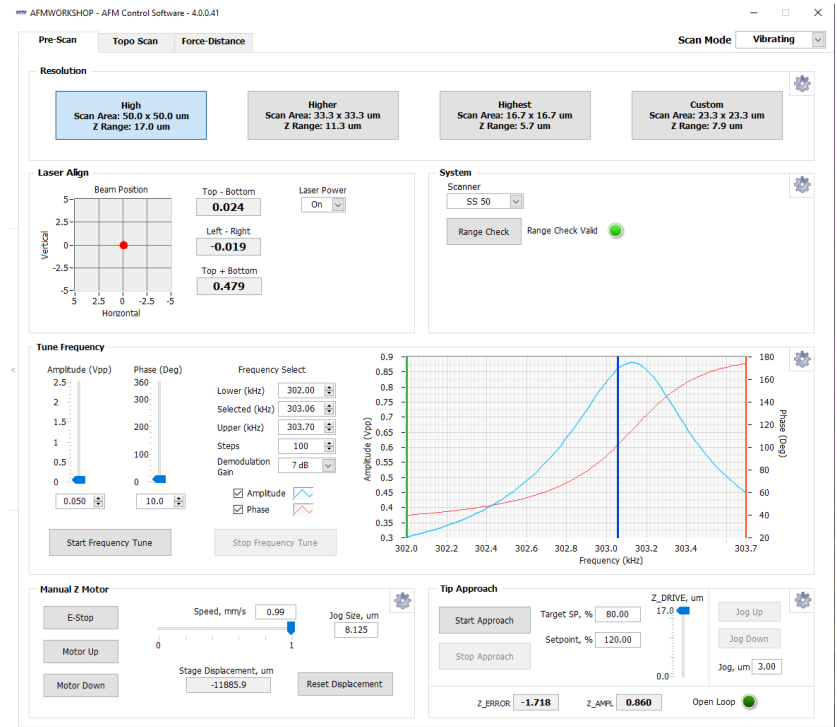 AFM AFMWORKSHOP - AFM Control Software - 4.0.0.41
Pre-Scan Topo Scan Force-Distance Scan Mode Vibrating
Resolution
High
Scan Area: 50.0 x 50.0 um
Z Range: 17.0 um
Higher
Scan Area: 33.3 x 33.3 um
Z Range: 11.3 um
Highest
Scan Area: 16.7 x 16.7 um
Z Range: 5.7 um
Custom
Scan Area: 23.3 x 23.3 um
Z Range: 7.9 um
Laser Align
Beam Position
Vertical
5
2.5
0
-2.5
-5
5 2.5 0 -2.5 -5
Horizontal
Top - Bottom
0.024
Left - Right
-0.019
Top + Bottom
0.479
Laser Power
On
System
Scanner
SS 50
Range Check Range Check Valid
Tune Frequency
Amplitude (Vpp)
2.5
2
1.5
1
0.5
0
0.050
Phase (Deg)
360
300
200
100
0
10.0
Frequency Select
Lower (kHz) 302.00
Selected (kHz) 303.06
Upper (kHz) 303.70
Steps 100
Demodulation
Gain
7 dB
Amplitude
Phase
Start Frequency Tune Stop Frequency Tune
Amplitude (Vpp)
0.9
0.85
0.8
0.75
0.7
0.65
0.6
0.55
0.5
0.45
0.4
0.35
0.3
302.0 302.2 302.4 302.6 302.8 303.0 303.2 303.4 303.7
Frequency (kHz)
180
160
140
120
100
80
60
40
20
Phase (Deg)
Manual Z Motor
E-Stop
Motor Up
Motor Down
Speed, mm/s 0.99
0 1
Jog Size, um
8.125
Stage Displacement, um
-11885.9
Reset Displacement
Tip Approach
Start Approach
Stop Approach
Target SP, % 80.00
Setpoint, % 120.00
Z_DRIVE, um
17.0
0.0
Jog Up
Jog Down
Jog, um 3.00
Z_ERROR -1.718 Z_AMPL 0.860 Open Loop